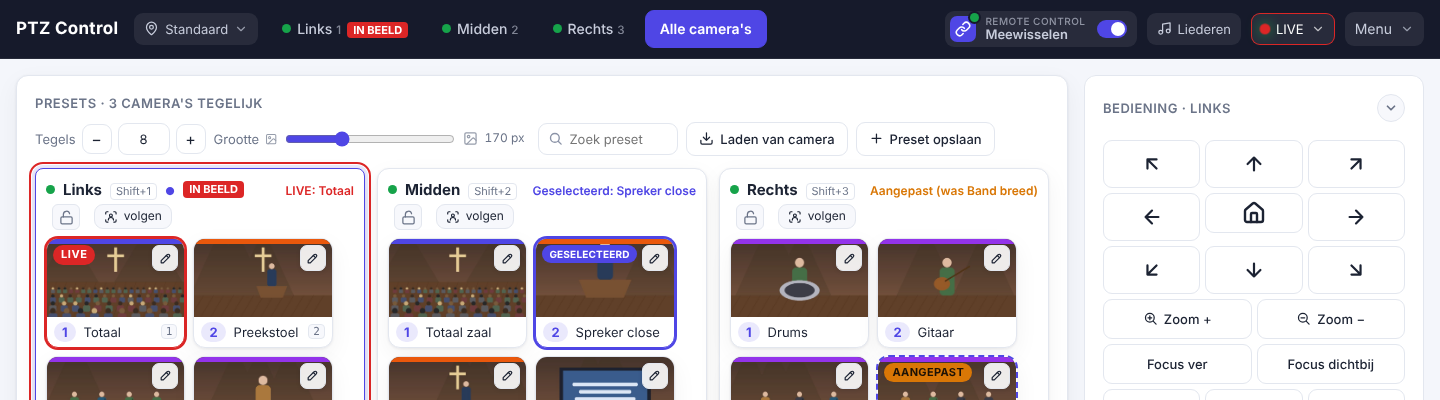 PTZ Control
Standaard
Links 1 IN BEELD
Midden 2
Rechts 3
Alle camera's
REMOTE CONTROL
Meewisselen
Liederen
LIVE
Menu
PRESETS · 3 CAMERA'S TEGELIJK
Tegels − 8 + Grootte 170 px Zoek preset Laden van camera + Preset opslaan
Links Shift+1 IN BEELD LIVE: Totaal
volgen
LIVE
1 Totaal 1
2 Preekstoel 2
Midden Shift+2 Geselecteerd: Spreker close
volgen
GESELECTEERD
1 Totaal zaal
2 Spreker close
Rechts Shift+3 Aangepast (was Band breed)
volgen
1 Drums
2 Gitaar
AANGEPAST
BEDIENING · LINKS
Zoom +
Zoom −
Focus ver
Focus dichtbij